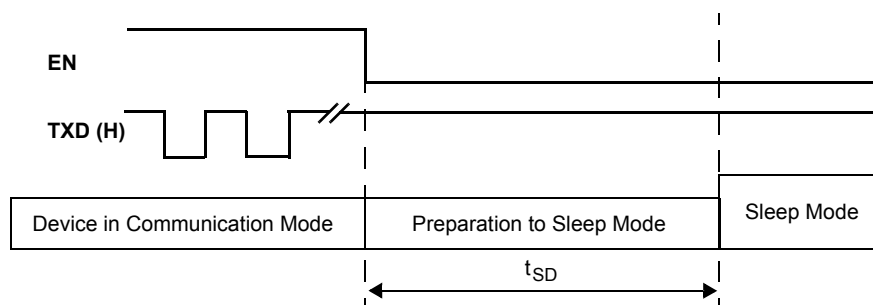 EN
TXD (H)
Device in Communication Mode
Preparation to Sleep Mode
Sleep Mode
tSD